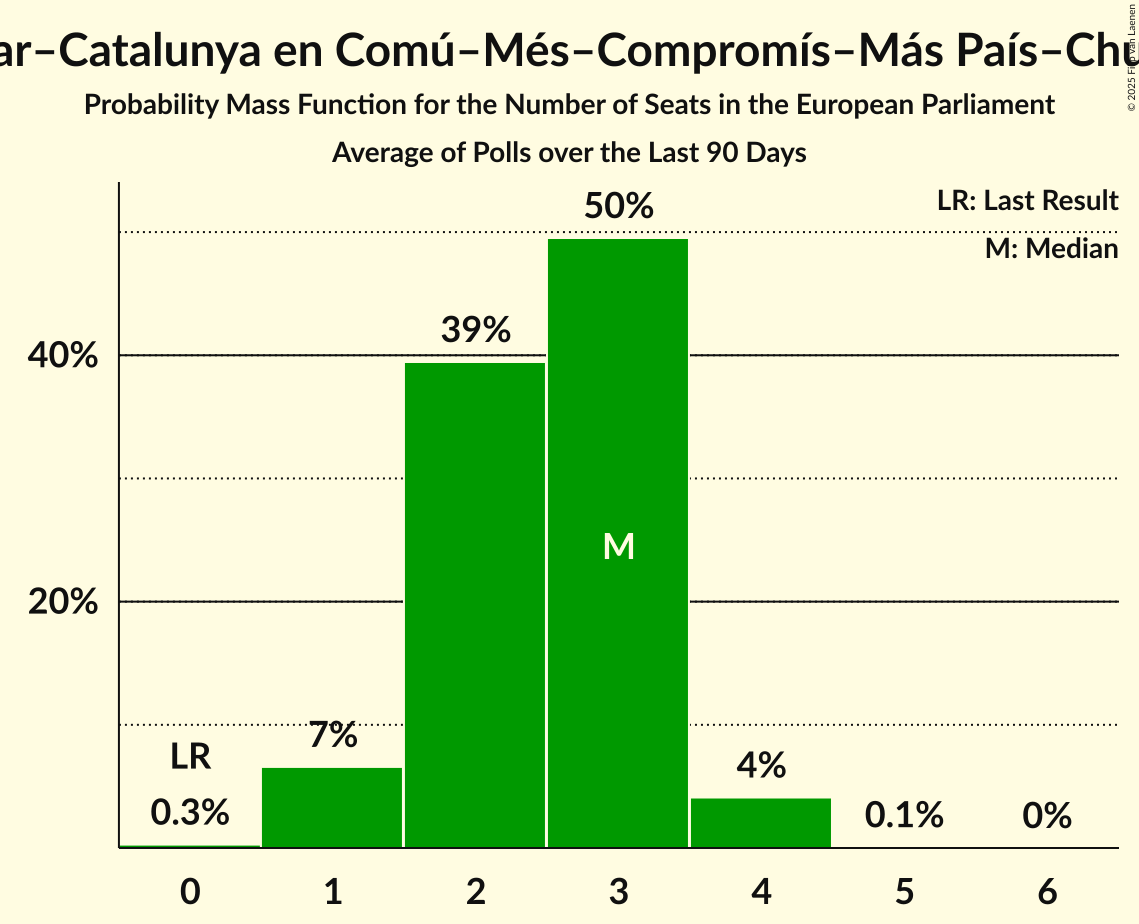 ar–Catalunya en Comú–Més–Compromís–Más País–Chu
© 2025 Filip van Laenen
Probability Mass Function for the Number of Seats in the European Parliament
Average of Polls over the Last 90 Days
LR: Last Result
M: Median
50%
39%
40%
M
20%
7%
LR
4%
0.3%
0.1%
0%
0 1 2 3 4 5 6